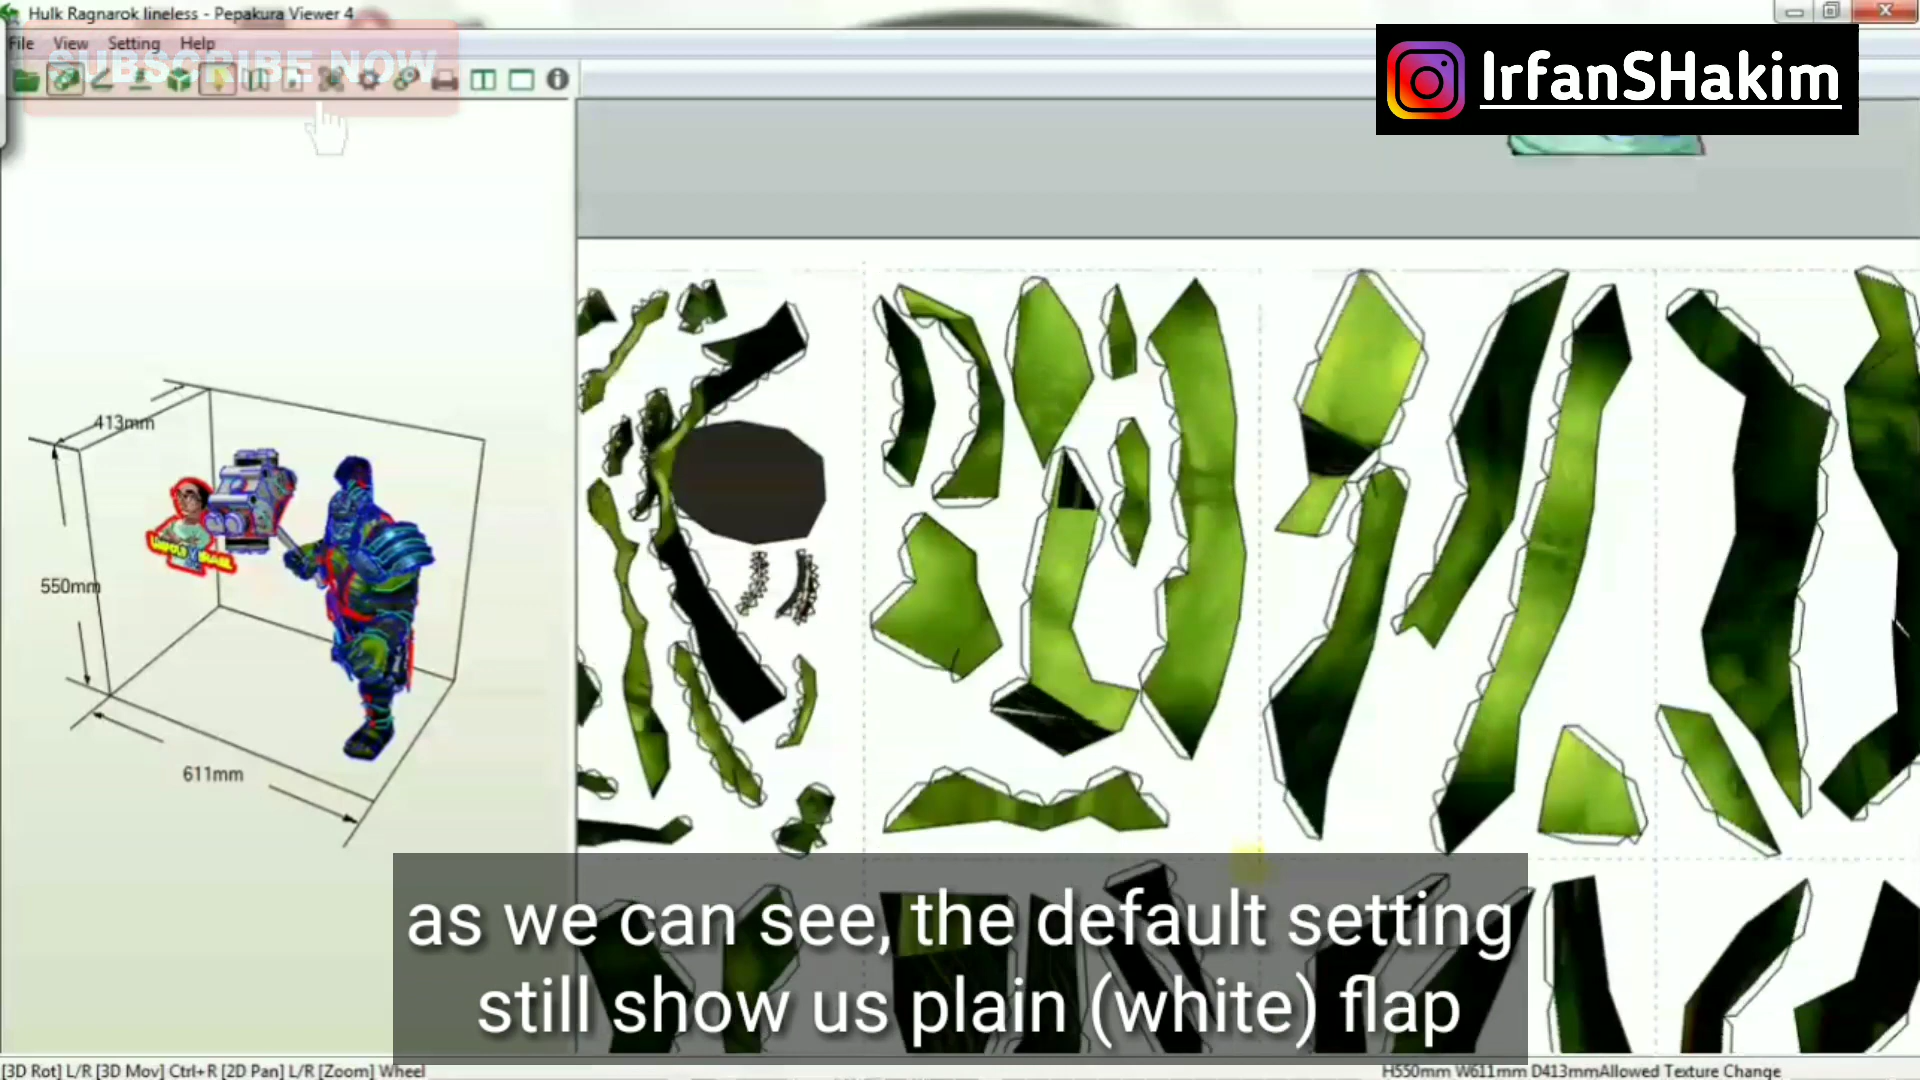 Hulk Ragnarok lineless - Pepakura Viewer 4
File View Setting Help
SUBSCRIBE NOW
IrfanSHakim
413mm
550mm
611mm
as we can see, the default setting
still show us plain (white) flap
[3D Rot] L/R [3D Mov] Ctrl+R [2D Pan] L/R [Zoom] Wheel
H550mm W611mm D413mmAllowed Texture Change